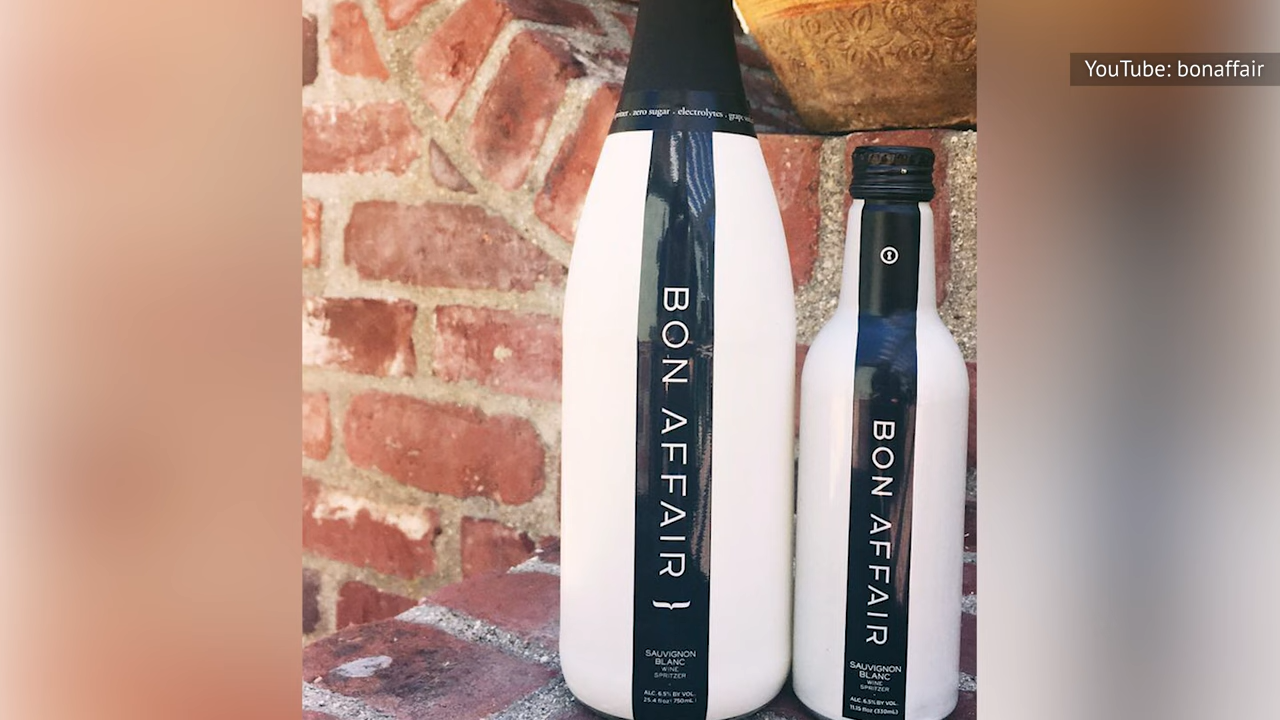 YouTube: bonaffair
zero sugar . electrolytes .
BON AFFAIR
SAUVIGNON
BLANC
WINE
SPRITZER
ALC. 6.5% BY VOL.
25.4 fl oz | 750mL |
BON AFFAIR
SAUVIGNON
BLANC
WINE
SPRITZER
ALC. 6.5% BY VOL.
11.15 fl oz (330mL)